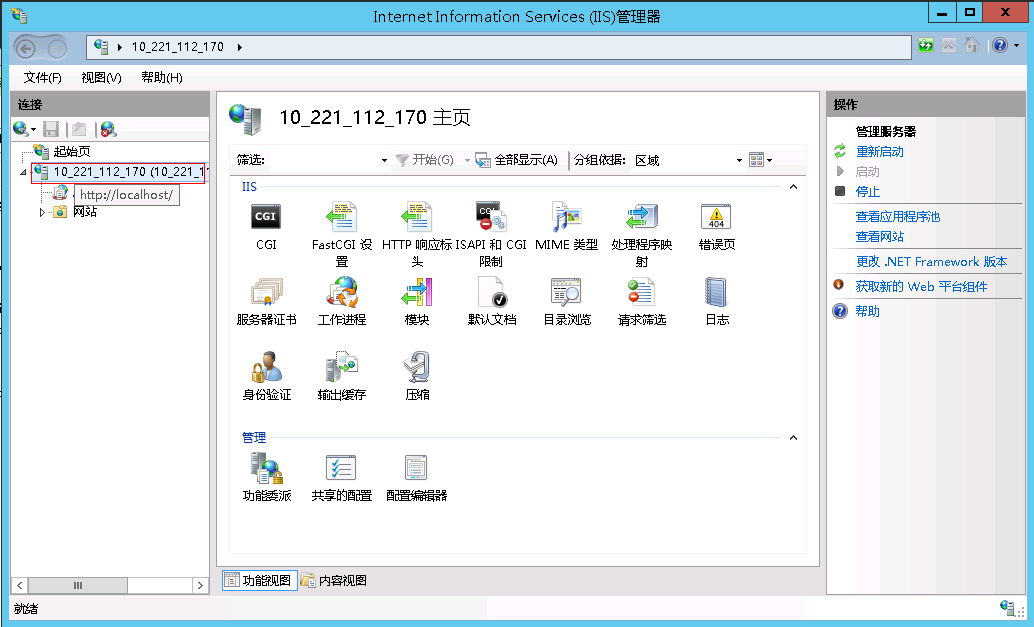 Internet Information Services (IIS)管理器
10_221_112_170
文件(F) 视图(V) 帮助(H)
连接
起始页
10_221_112_170 (10_221_1
http://localhost/
网站
10_221_112_170 主页
筛选: 开始(G) 全部显示(A) 分组依据: 区域
IIS
CGI
CGI
FastCGI 设置
HTTP 响应标头
CGI
ISAPI 和 CGI 限制
MIME 类型
处理程序映射
404
错误页
服务器证书
工作进程
模块
默认文档
目录浏览
请求筛选
日志
身份验证
输出缓存
压缩
管理
功能委派
共享的配置
配置编辑器
功能视图 内容视图
操作
管理服务器
重新启动
启动
停止
查看应用程序池
查看网站
更改 .NET Framework 版本
获取新的 Web 平台组件
帮助
就绪